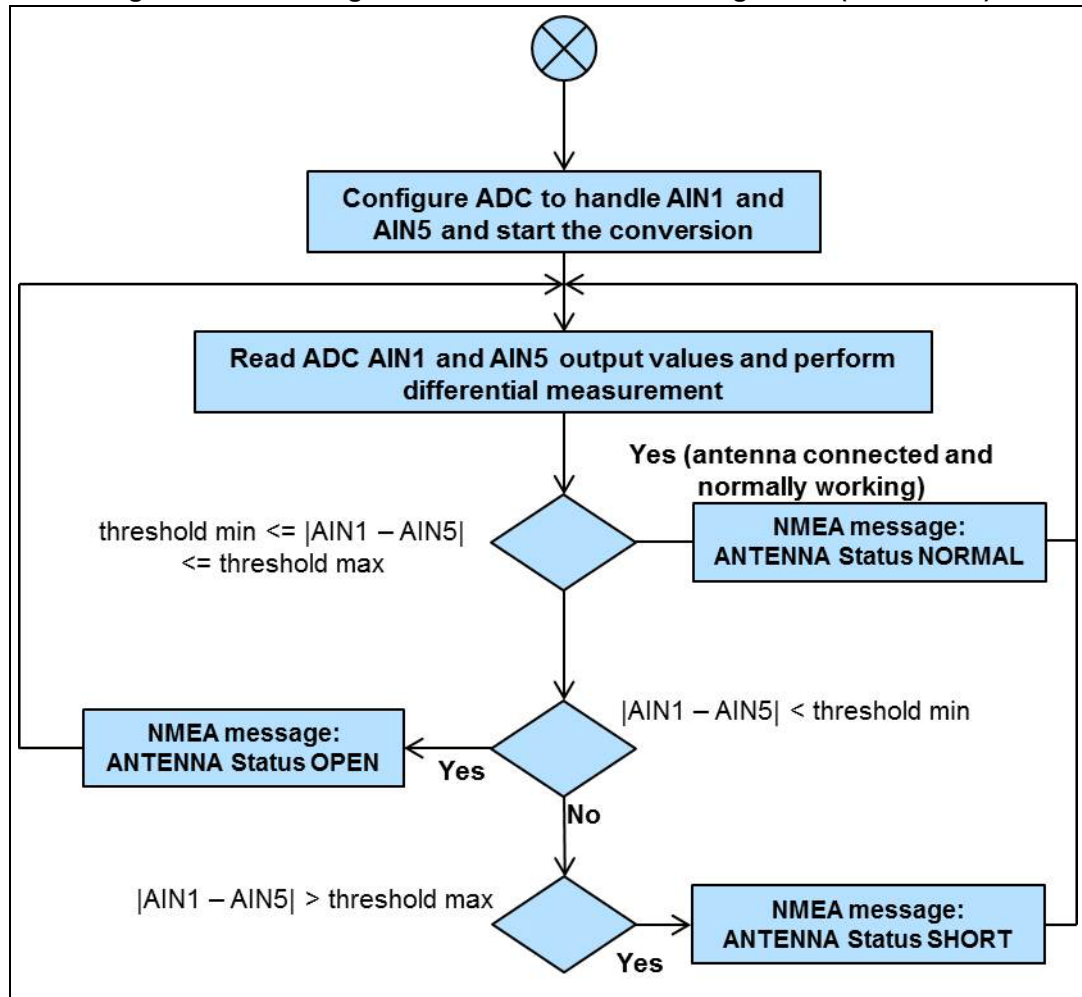 Configure ADC to handle AIN1 and
AIN5 and start the conversion
Read ADC AIN1 and AIN5 output values and perform
differential measurement
Yes (antenna connected and
normally working)
threshold min <= |AIN1 – AIN5|
<= threshold max
NMEA message:
ANTENNA Status NORMAL
|AIN1 – AIN5| < threshold min
NMEA message:
ANTENNA Status OPEN
Yes
No
|AIN1 – AIN5| > threshold max
NMEA message:
ANTENNA Status SHORT
Yes